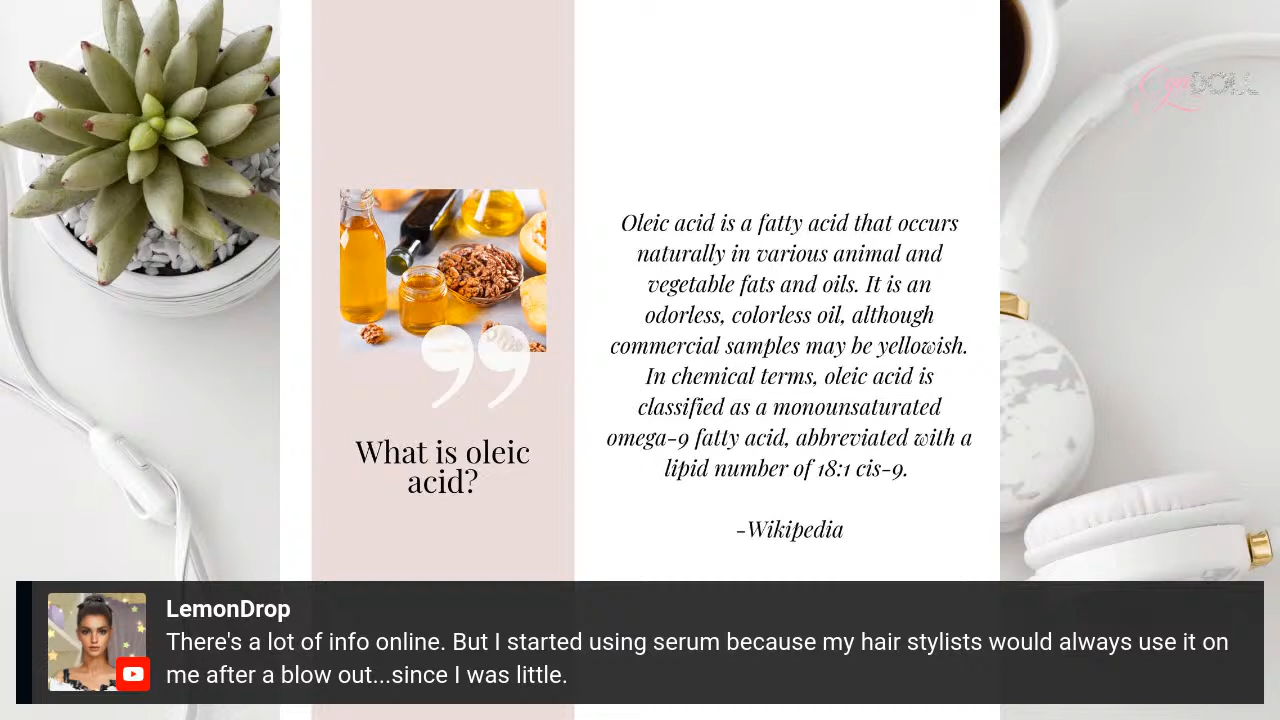 What is oleic
acid?
Oleic acid is a fatty acid that occurs
naturally in various animal and
vegetable fats and oils. It is an
odorless, colorless oil, although
commercial samples may be yellowish.
In chemical terms, oleic acid is
classified as a monounsaturated
omega-9 fatty acid, abbreviated with a
lipid number of 18:1 cis-9.
-Wikipedia
LemonDrop
There's a lot of info online. But I started using serum because my hair stylists would always use it on
me after a blow out...since I was little.